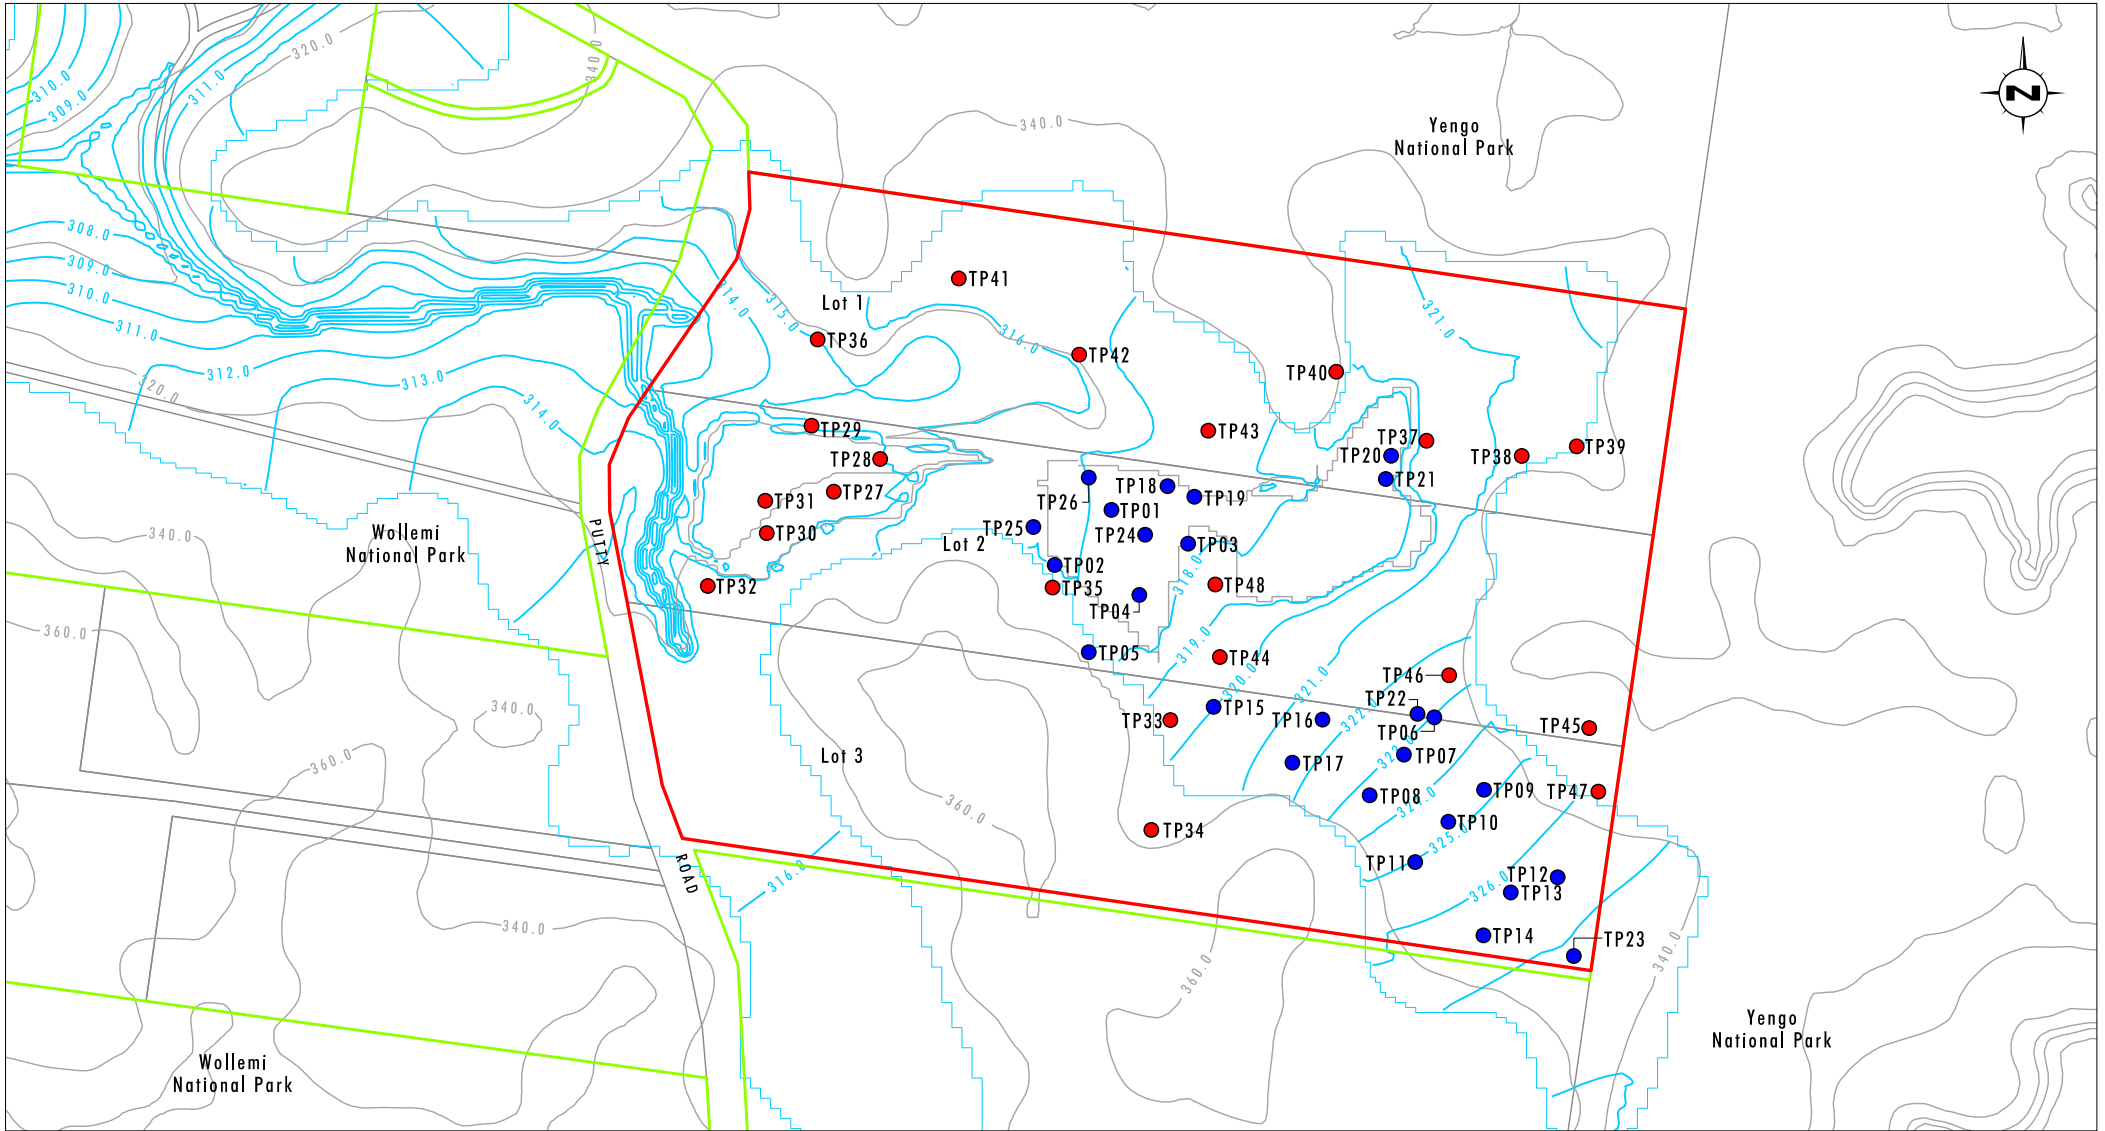 320.0
340.0
310.0
309.0
311.0
N
340.0
Yengo
National Park
308.0
309.0
310.0
311.0
312.0
313.0
314.0
320.0
314.0
315.0
Lot 1
TP41
TP36
316.0
TP42
TP40
321.0
TP29
TP28
TP43
TP37
TP38
TP39
TP20
TP21
TP31
TP27
TP30
TP26
TP18
TP19
TP01
TP25
TP24
TP03
Lot 2
Wollemi
National Park
340.0
PUTTY
TP32
TP02
TP35
TP04
318.0
TP48
360.0
TP05
319.0
TP44
320.0
321.0
TP46
TP22
340.0
TP33
TP15
TP16
322.0
TP06
TP45
Lot 3
360.0
TP17
323.0
TP07
TP08
324.0
TP09
TP47
360.0
TP34
TP10
325.0
TP11
ROAD
316.0
326.0
TP12
TP13
340.0
TP14
TP23
340.0
360.0
Yengo
National Park
Wollemi
National Park